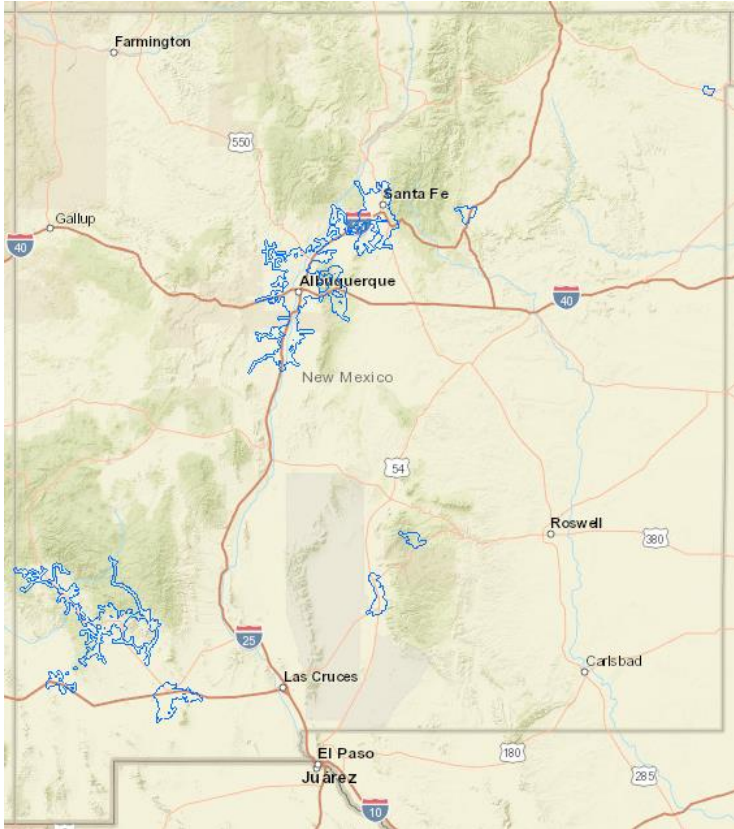 Farmington
550
Santa Fe
Gallup
40
Albuquerque
40
New Mexico
54
Roswell
380
25
Las Cruces
Carlsbad
El Paso
Juárez
180
285
10